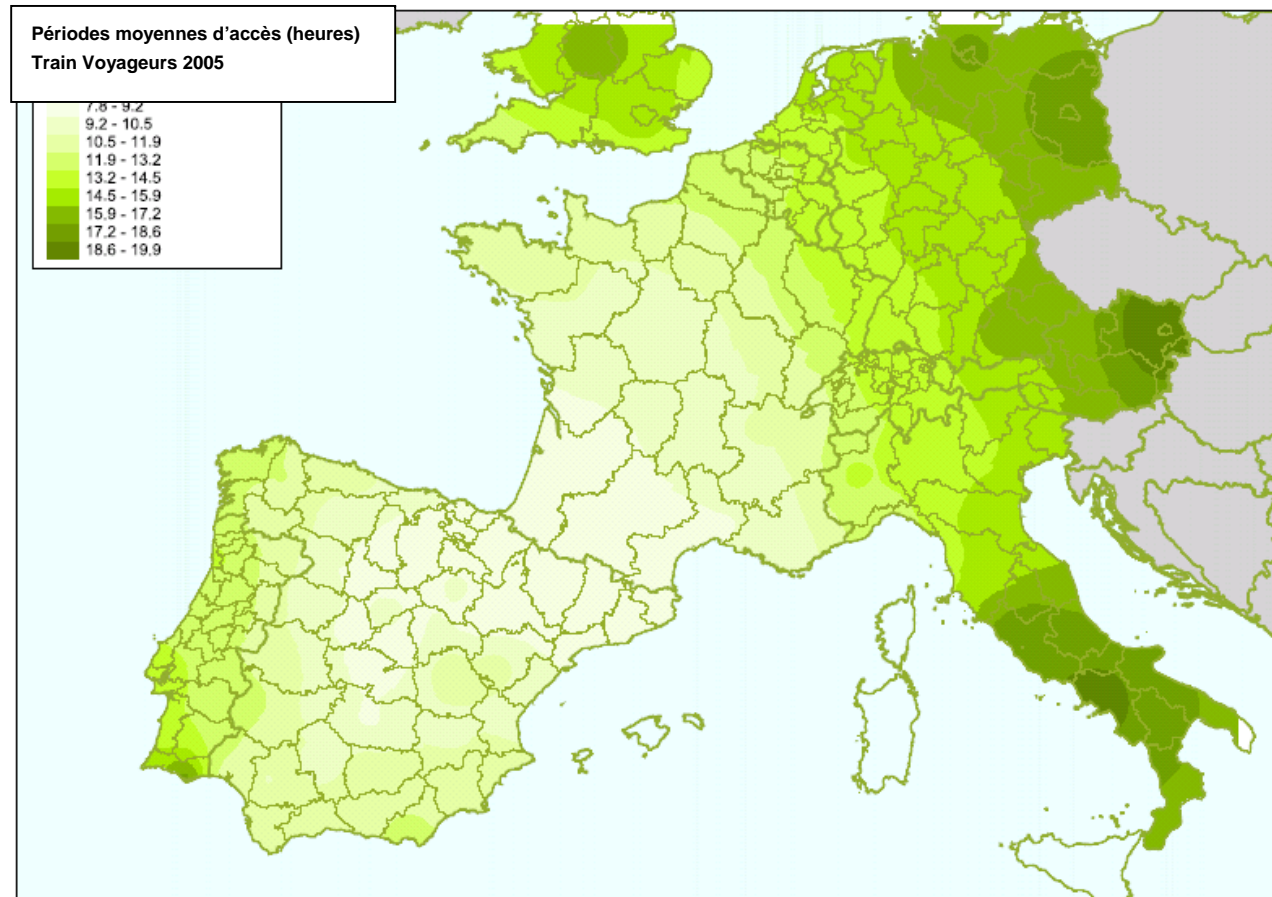 Périodes moyennes d'accès (heures)
Train Voyageurs 2005
7.8 - 9.2
9.2 - 10.5
10.5 - 11.9
11.9 - 13.2
13.2 - 14.5
14.5 - 15.9
15.9 - 17.2
17.2 - 18.6
18.6 - 19.9